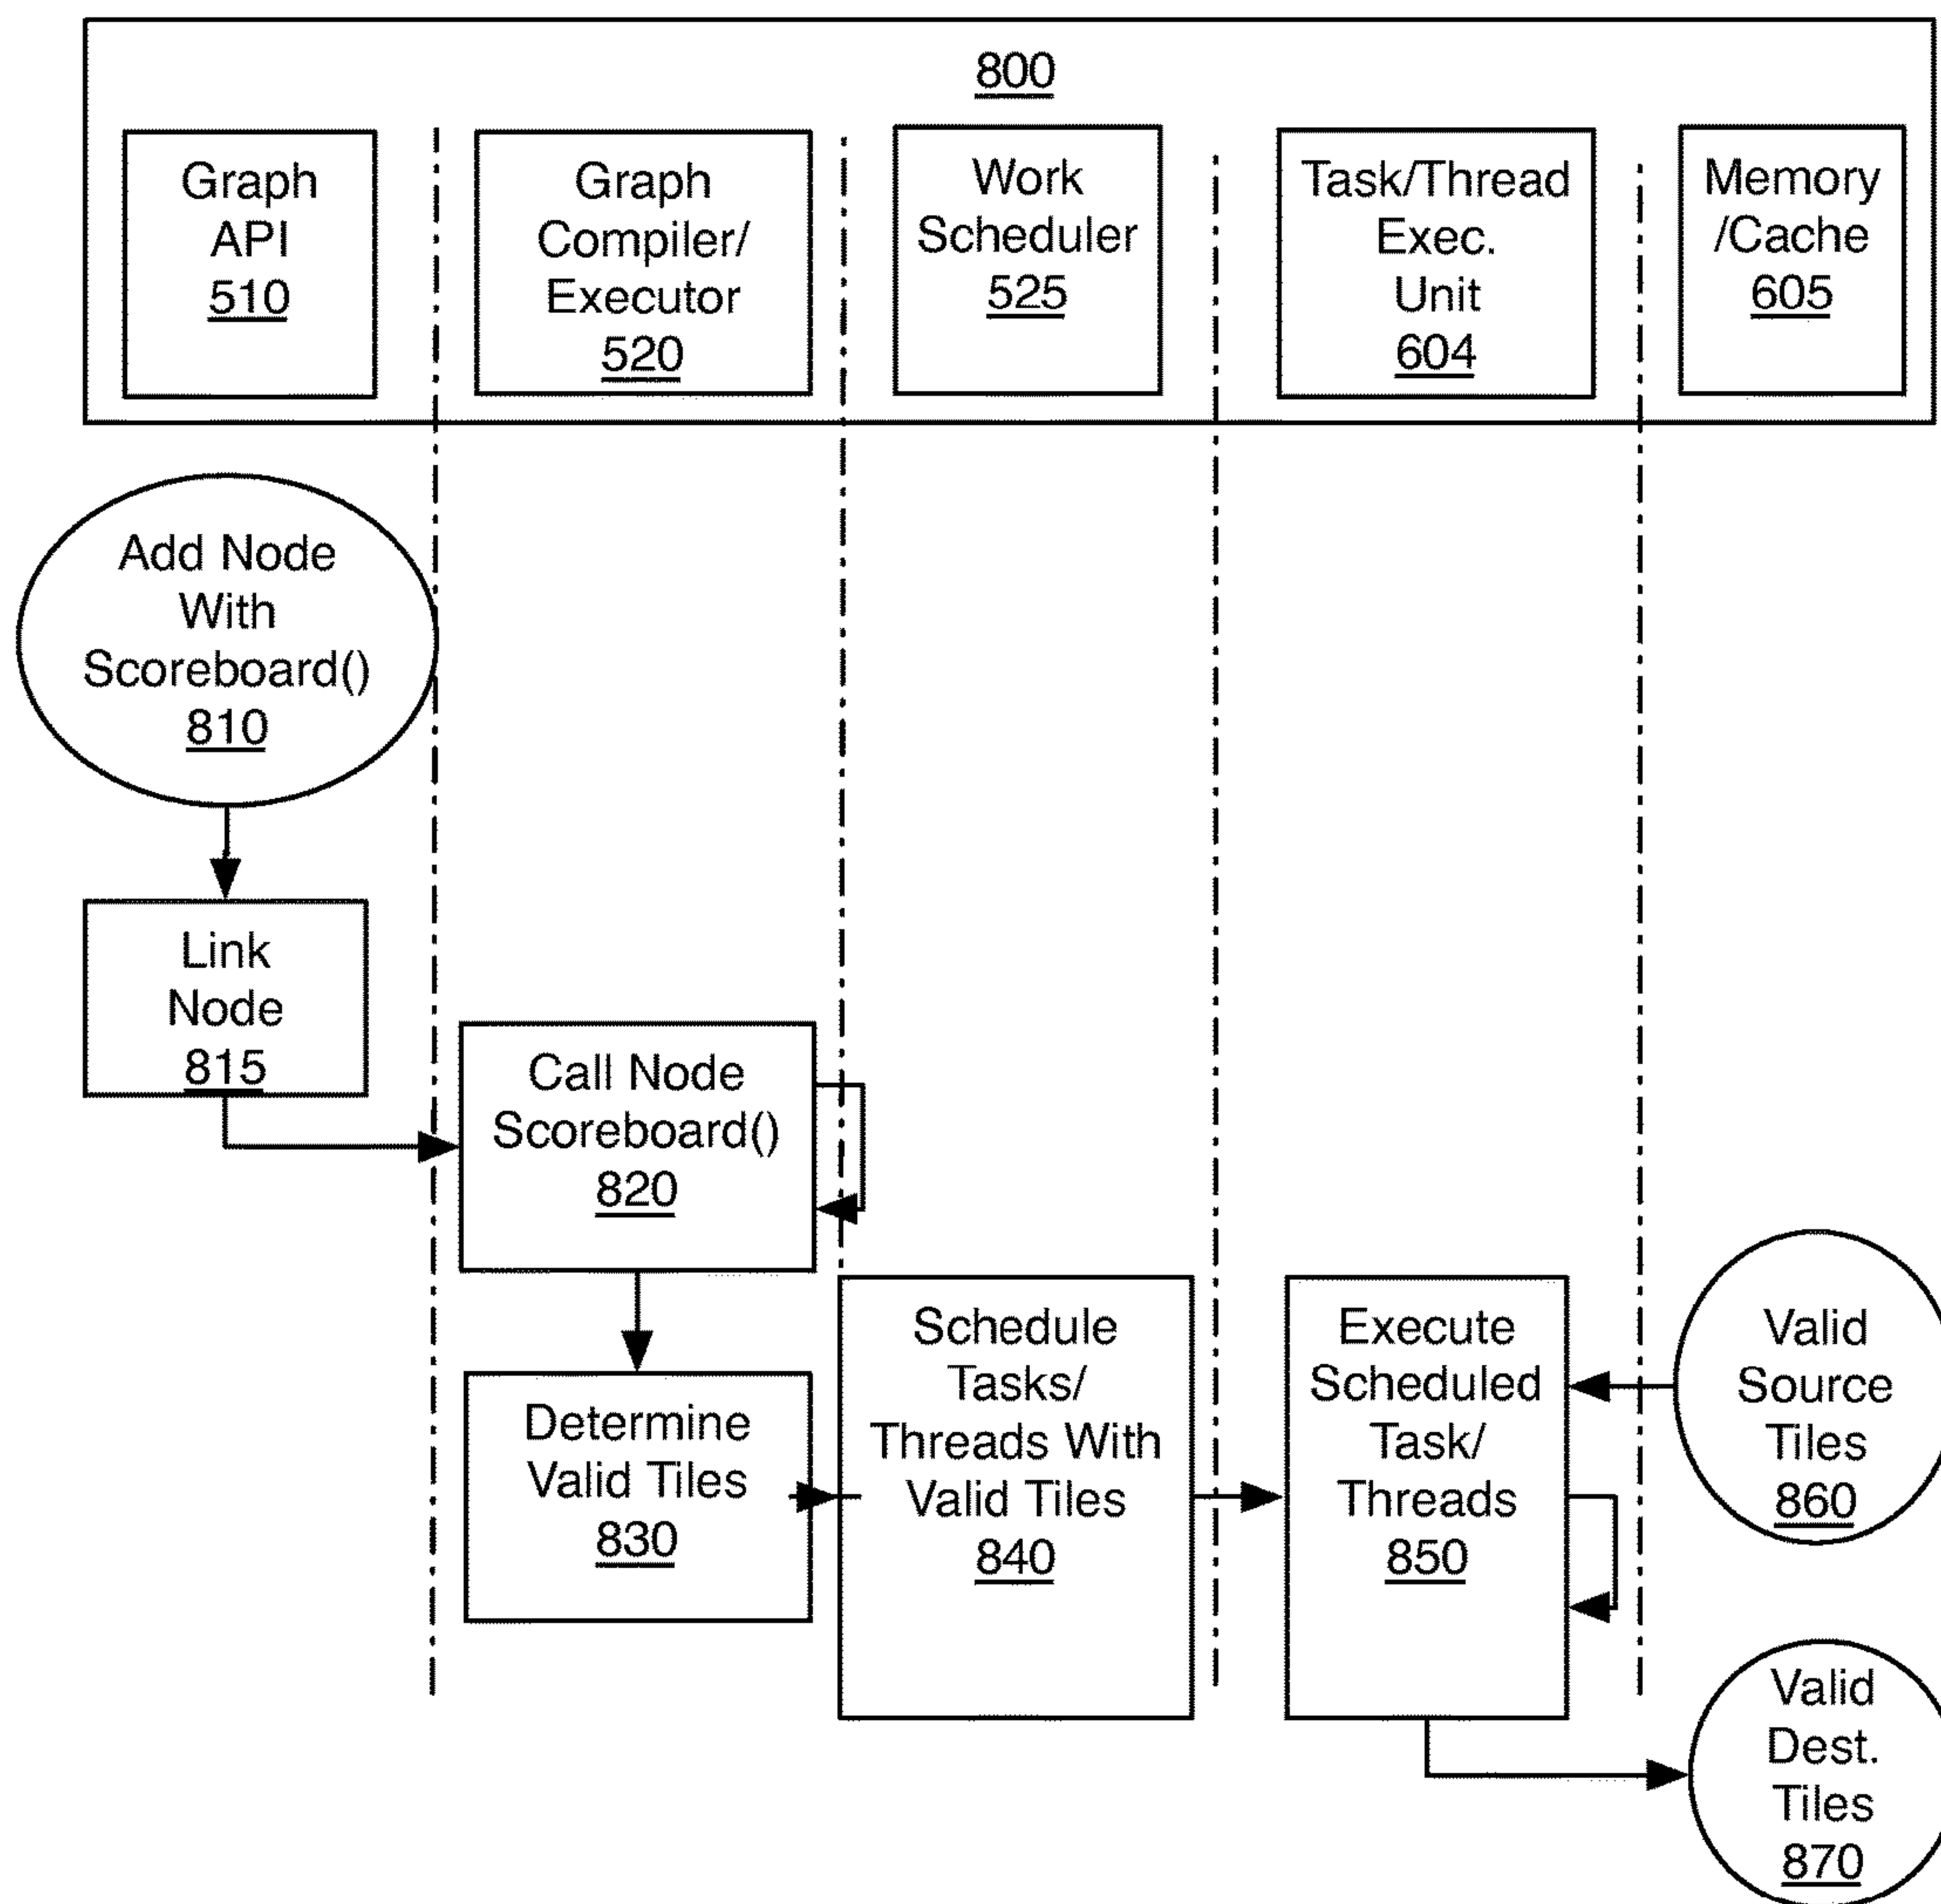 800
Graph
API
510
Graph
Compiler/
Executor
520
Work
Scheduler
525
Task/Thread
Exec.
Unit
604
Memory
/Cache
605
Add Node
With
Scoreboard()
810
Link
Node
815
Call Node
Scoreboard()
820
Determine
Valid Tiles
830
Schedule
Tasks/
Threads With
Valid Tiles
840
Execute
Scheduled
Task/
Threads
850
Valid
Source
Tiles
860
Valid
Dest.
Tiles
870